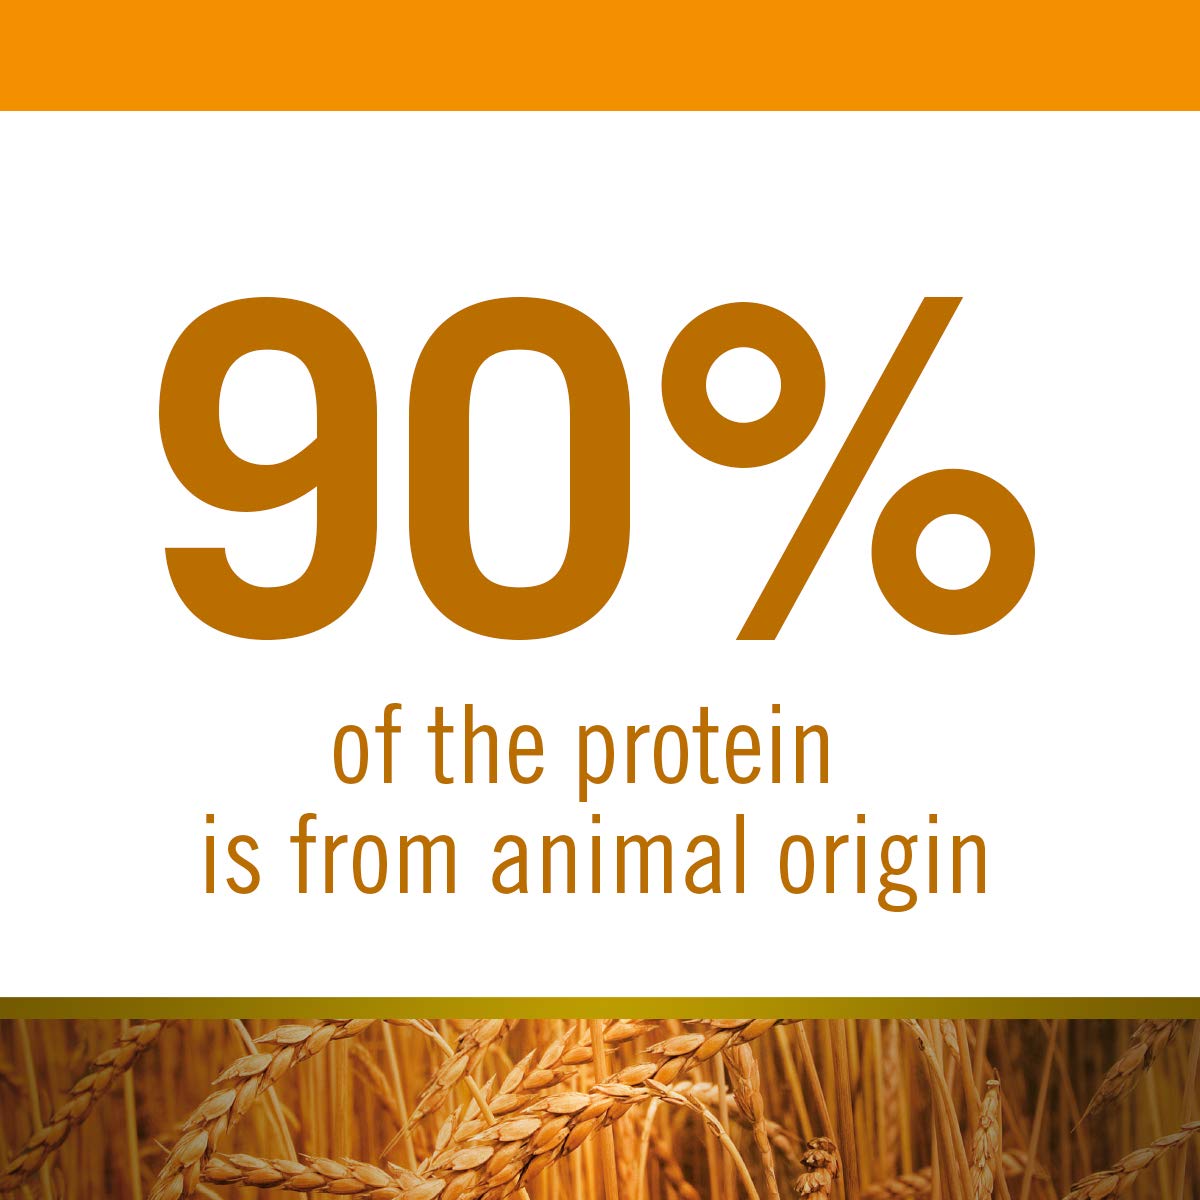 90%
of the protein
is from animal origin